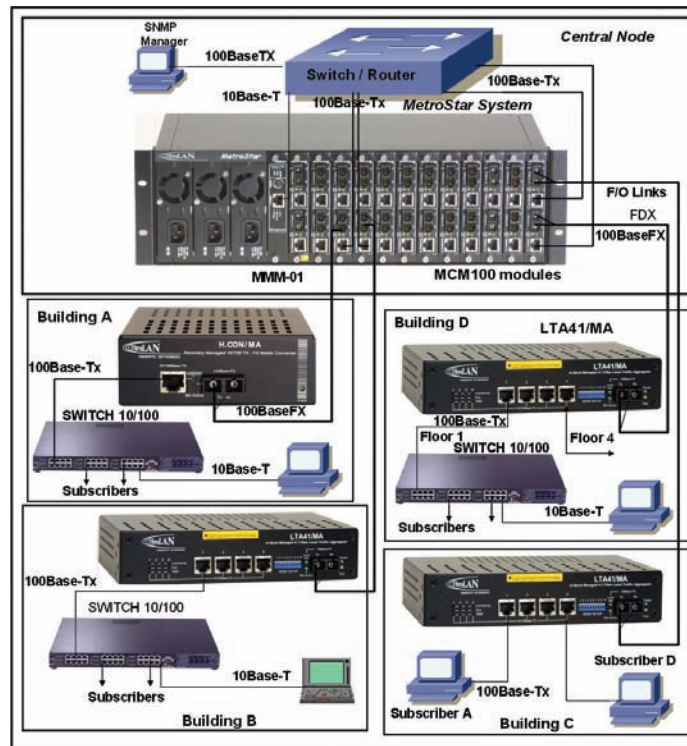 SNMP
Manager
100BaseTX
Central Node
Switch / Router
10Base-T
100Base-Tx
100Base-Tx
MetroStar System
MetroStar
F/O Links
FDX
100BaseFX
MMM-01
MCM100 modules
Building A
H.CON/MA
100Base-Tx
100BaseFX
SWITCH 10/100
10Base-T
Subscribers
Building D
LTA41/MA
LTA41/MA
100Base-Tx
Floor 1
Floor 4
SWITCH 10/100
10Base-T
Subscribers
LTA41/MA
100Base-Tx
SWITCH 10/100
10Base-T
Subscribers
Building B
LTA41/MA
Subscriber D
100Base-Tx
Subscriber A
Building C